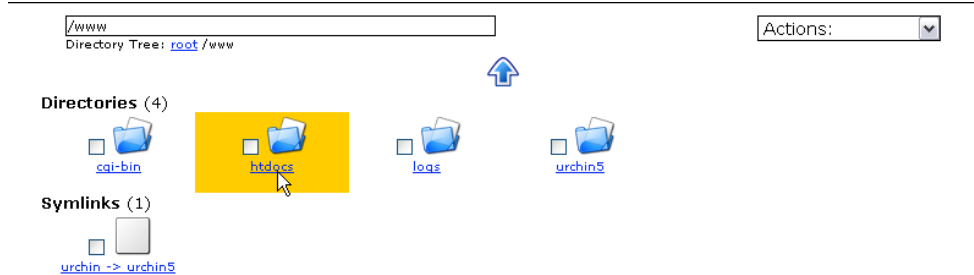 /www
Actions:
Directory Tree: root /www
Directories (4)
cgi-bin
htdocs
logs
urchin5
Symlinks (1)
urchin -> urchin5